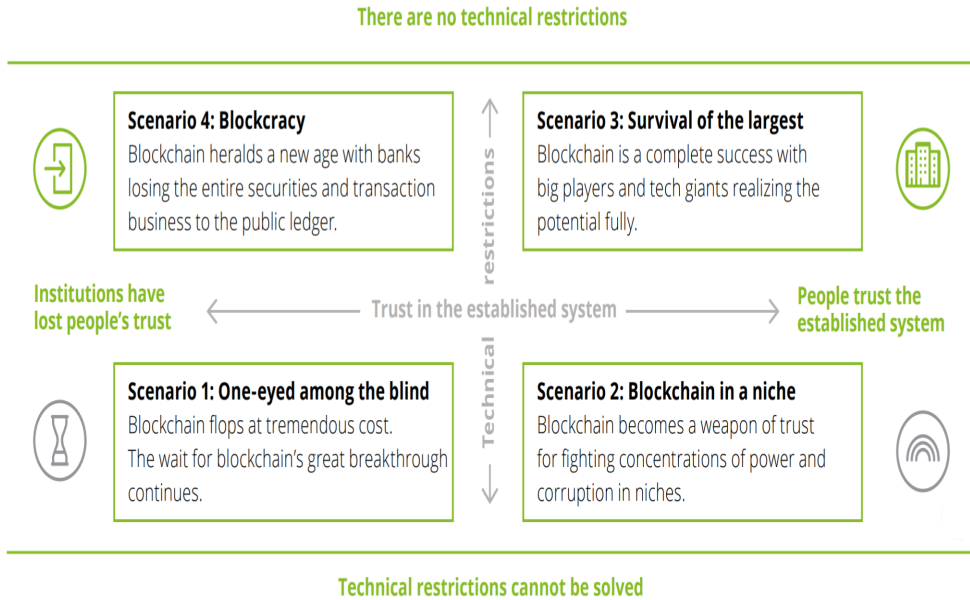 There are no technical restrictions
Scenario 4: Blockcracy
Blockchain heralds a new age with banks
losing the entire securities and transaction
business to the public ledger.
Scenario 3: Survival of the largest
Blockchain is a complete success with
big players and tech giants realizing the
potential fully.
Institutions have
lost people’s trust
Trust in the established system
Technical restrictions
People trust the
established system
Scenario 1: One-eyed among the blind
Blockchain flops at tremendous cost.
The wait for blockchain’s great breakthrough
continues.
Scenario 2: Blockchain in a niche
Blockchain becomes a weapon of trust
for fighting concentrations of power and
corruption in niches.
Technical restrictions cannot be solved